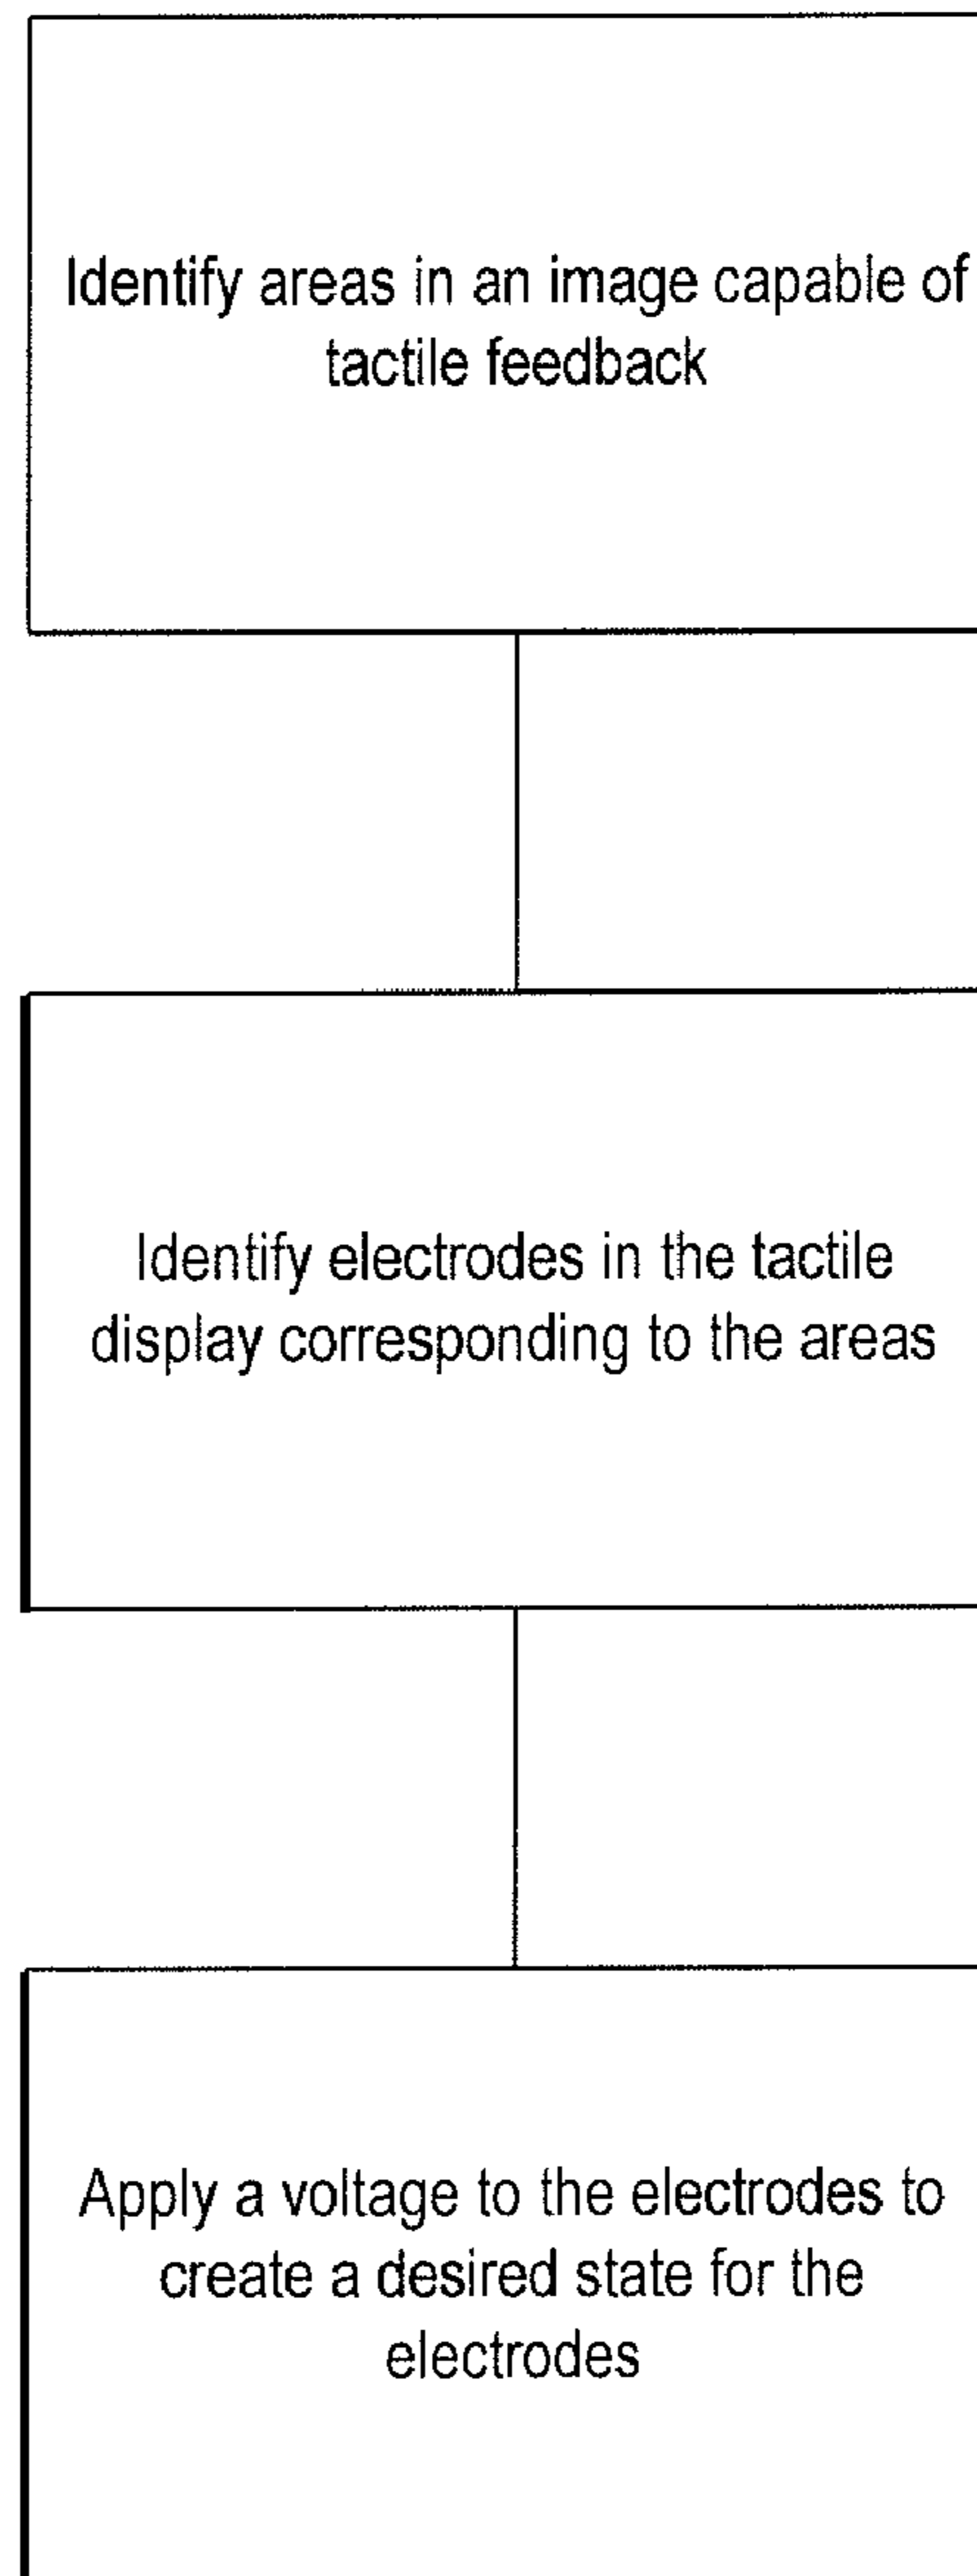 Identify areas in an image capable of
tactile feedback
Identify electrodes in the tactile
display corresponding to the areas
Apply a voltage to the electrodes to
create a desired state for the
electrodes